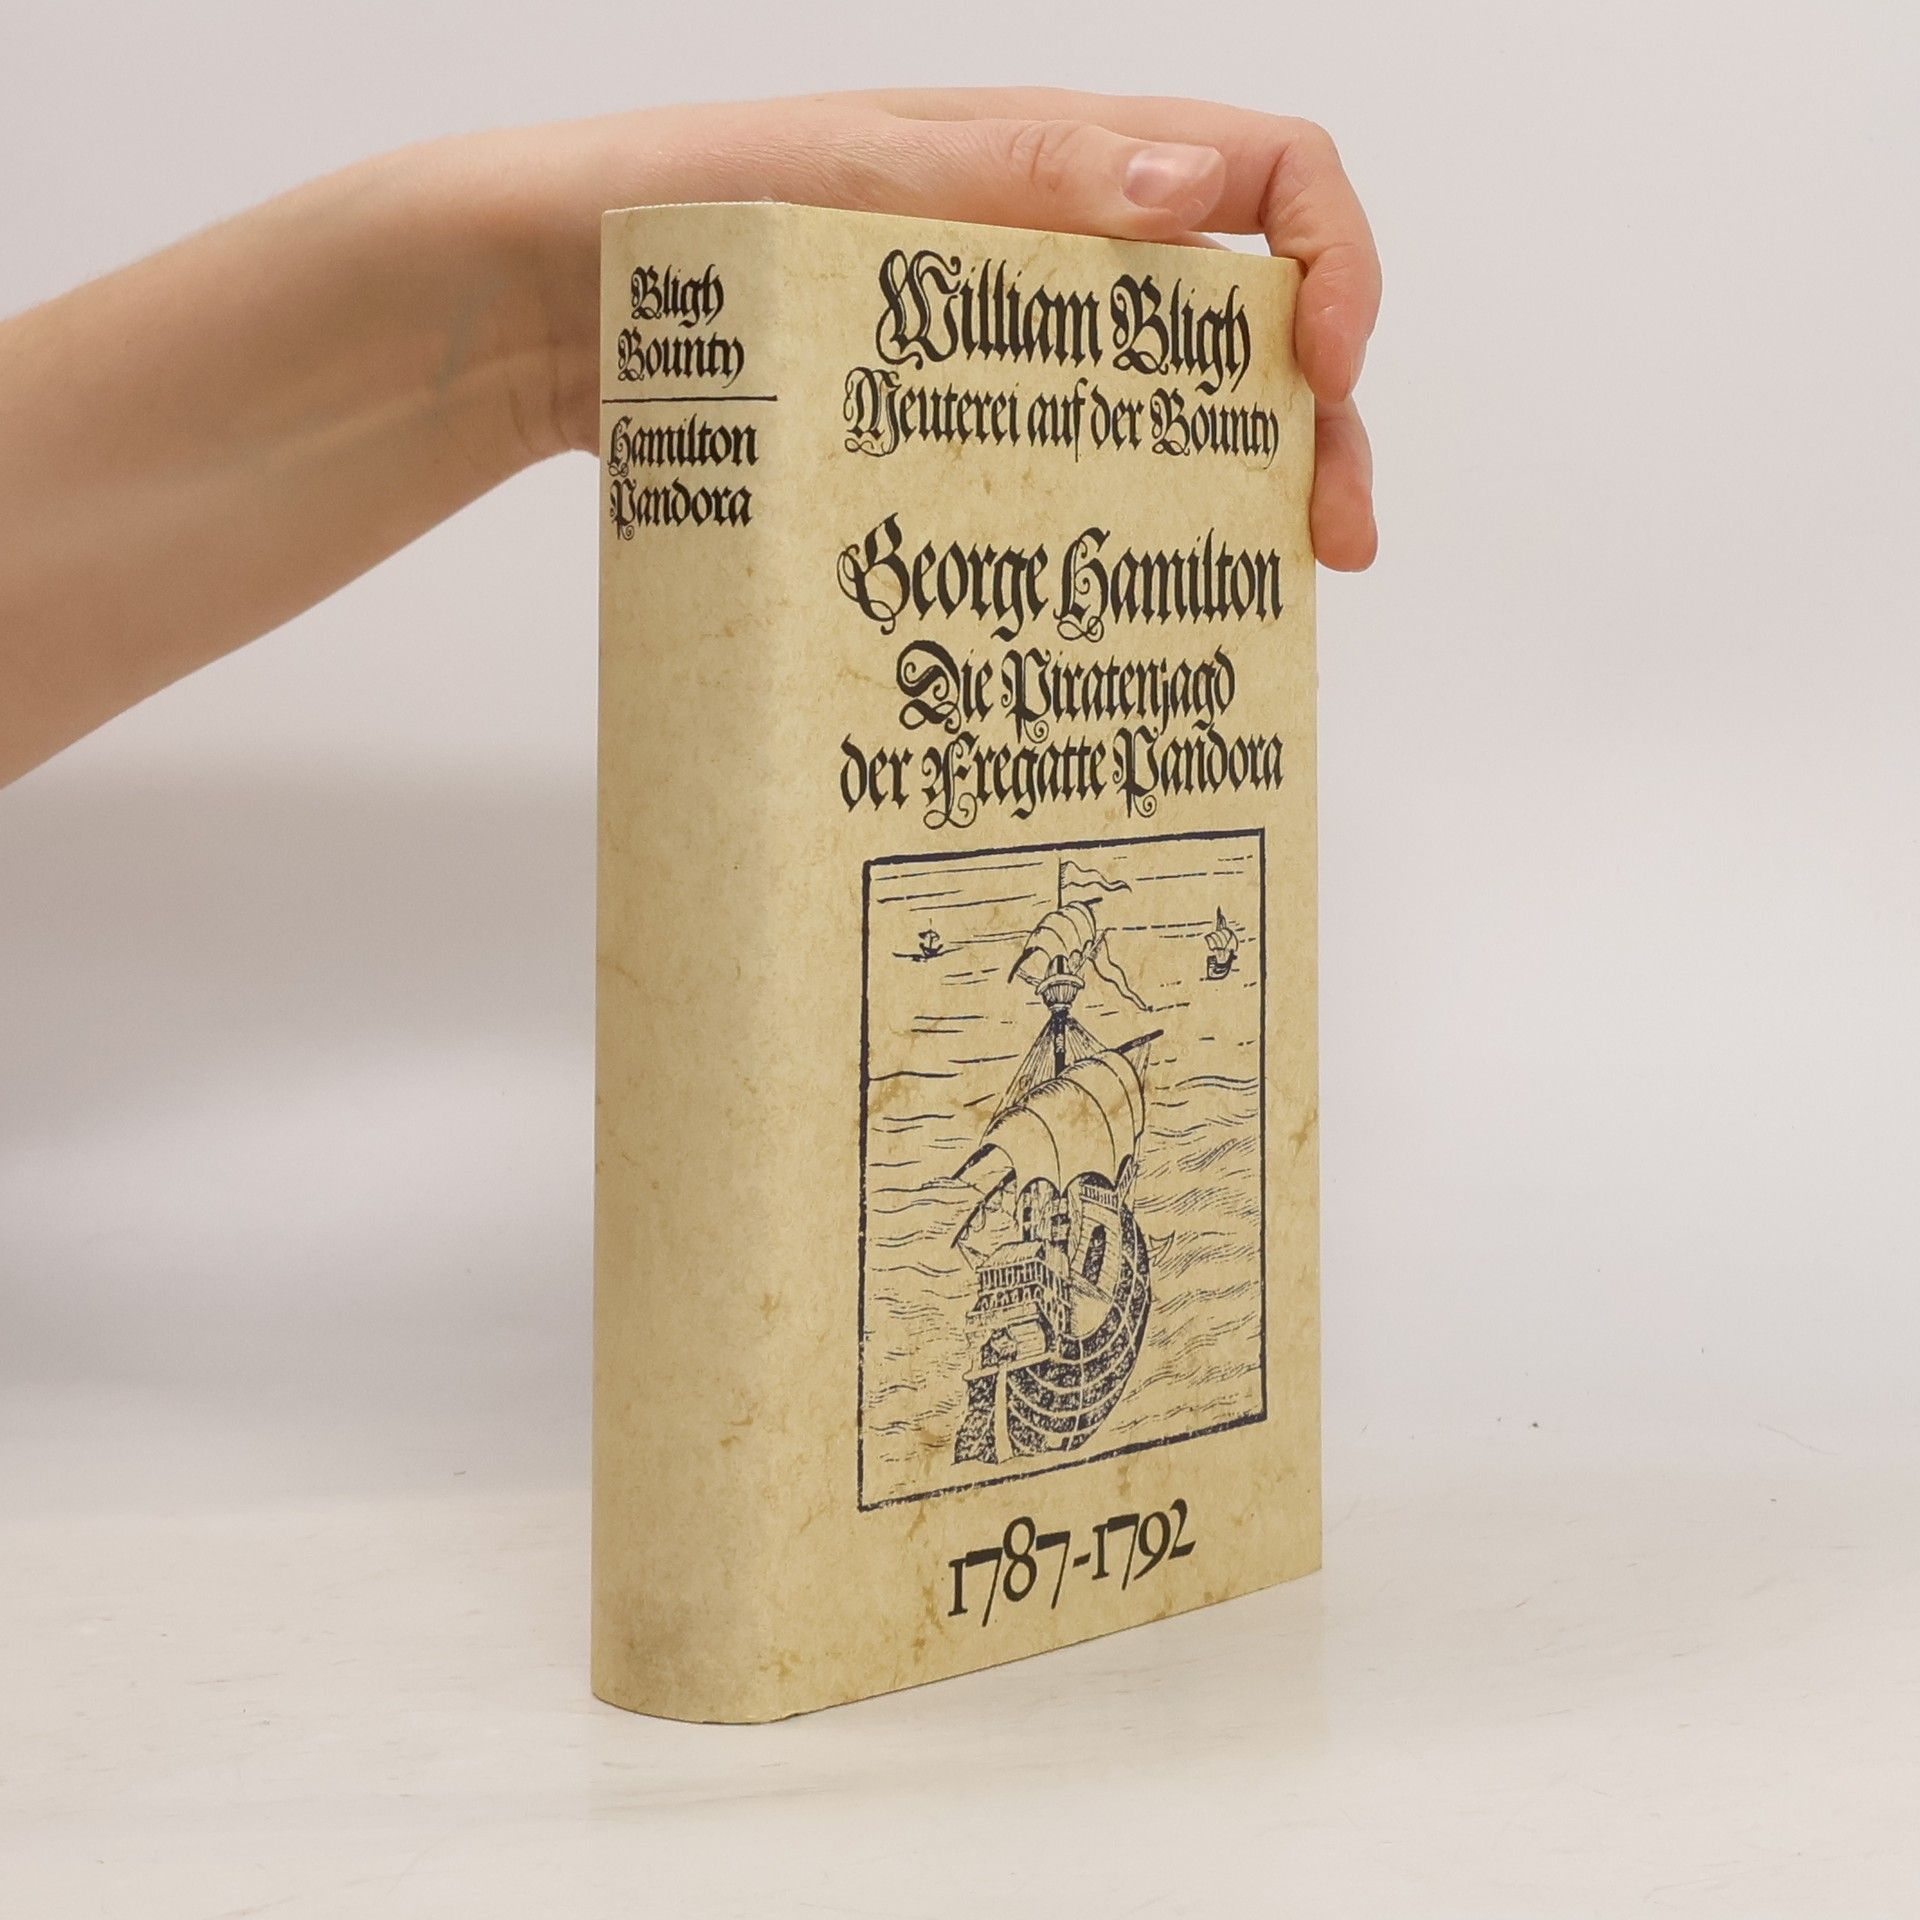 Bligh
Bounty
Hamilton
Pandora
William Bligh
Meuterei auf der Bounty
George Hamilton
Die Piratenjagd
der Fregatte Pandora
1787-1792